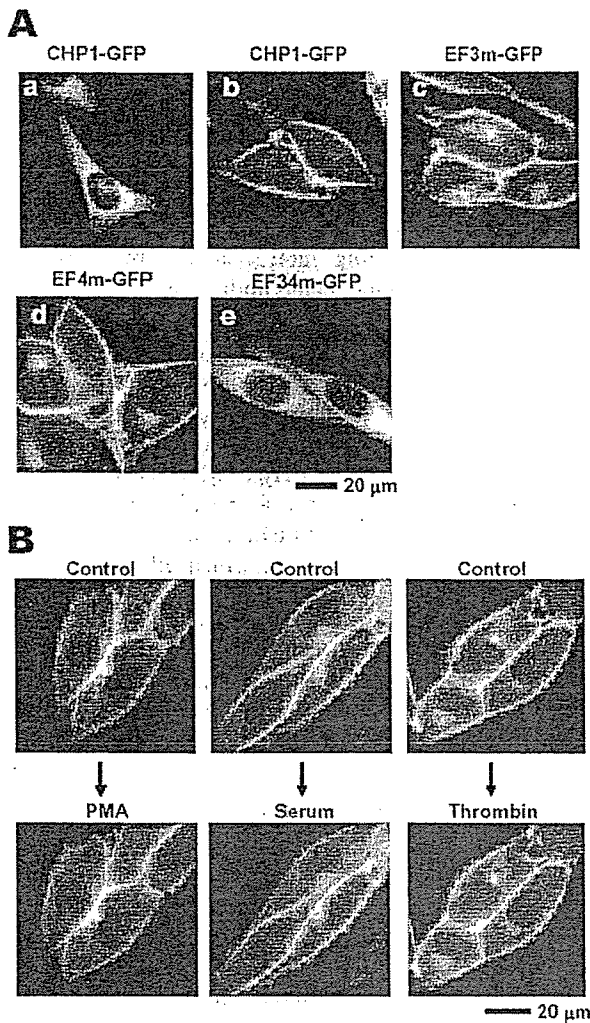 A
CHP1-GFP CHP1-GFP EF3m-GFP
a b c
EF4m-GFP EF34m-GFP
d e
20 µm
B
Control Control Control
PMA Serum Thrombin
20 µm